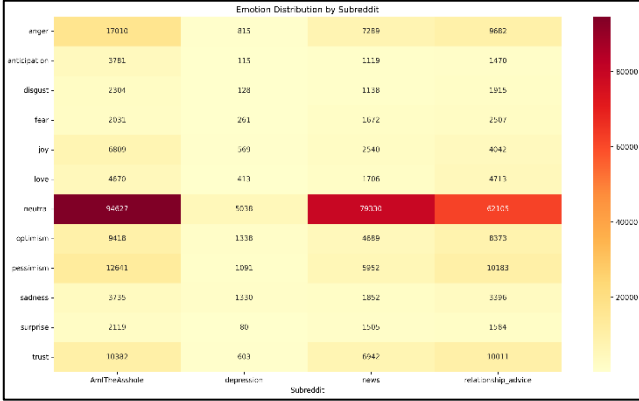 Emotion Distribution by Subreddit
anger 17010 815 7289 9682
anticipation 3781 115 1119 1470
disgust 2304 128 1138 1915
fear 2031 261 1672 2507
joy 6809 569 2540 4042
love 4670 413 1706 4713
neutral 94627 5038 79330 62105
optimism 9418 1338 4689 8373
pessimism 12641 1091 5952 10183
sadness 3735 1330 1852 3396
surprise 2119 80 1505 1584
trust 10382 603 6942 10011
AmITheAsshole depression news relationship_advice
Subreddit
80000
60000
40000
20000